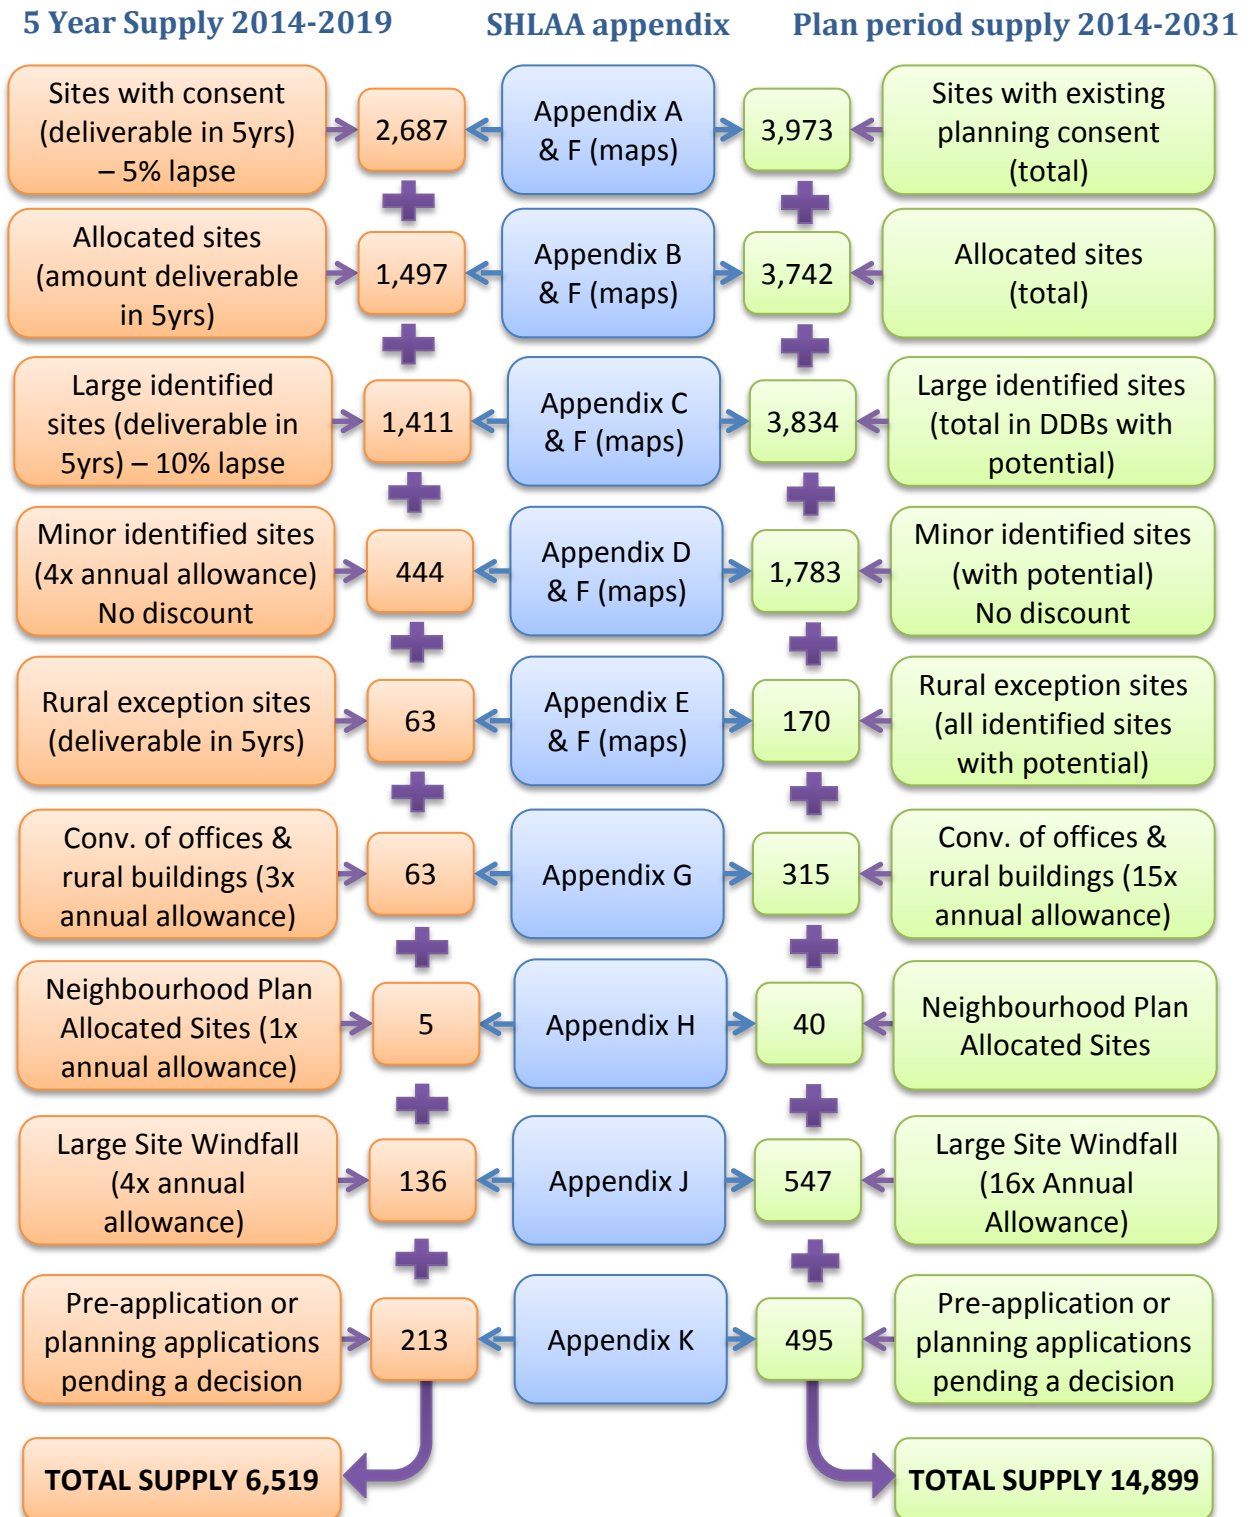 5 Year Supply 2014-2019
SHLAA appendix
Plan period supply 2014-2031
Sites with consent
(deliverable in 5yrs)
– 5% lapse
2,687
Appendix A
& F (maps)
3,973
Sites with existing
planning consent
(total)
Allocated sites
(amount deliverable
in 5yrs)
1,497
Appendix B
& F (maps)
3,742
Allocated sites
(total)
Large identified
sites (deliverable in
5yrs) – 10% lapse
1,411
Appendix C
& F (maps)
3,834
Large identified sites
(total in DDBs with
potential)
Minor identified sites
(4x annual allowance)
No discount
444
Appendix D
& F (maps)
1,783
Minor identified sites
(with potential)
No discount
Rural exception sites
(deliverable in 5yrs)
63
Appendix E
& F (maps)
170
Rural exception sites
(all identified sites
with potential)
Conv. of offices &
rural buildings (3x
annual allowance)
63
Appendix G
315
Conv. of offices &
rural buildings (15x
annual allowance)
Neighbourhood Plan
Allocated Sites (1x
annual allowance)
5
Appendix H
40
Neighbourhood Plan
Allocated Sites
Large Site Windfall
(4x annual
allowance)
136
Appendix J
547
Large Site Windfall
(16x Annual
Allowance)
Pre-application or
planning applications
pending a decision
213
Appendix K
495
Pre-application or
planning applications
pending a decision
TOTAL SUPPLY 6,519
TOTAL SUPPLY 14,899